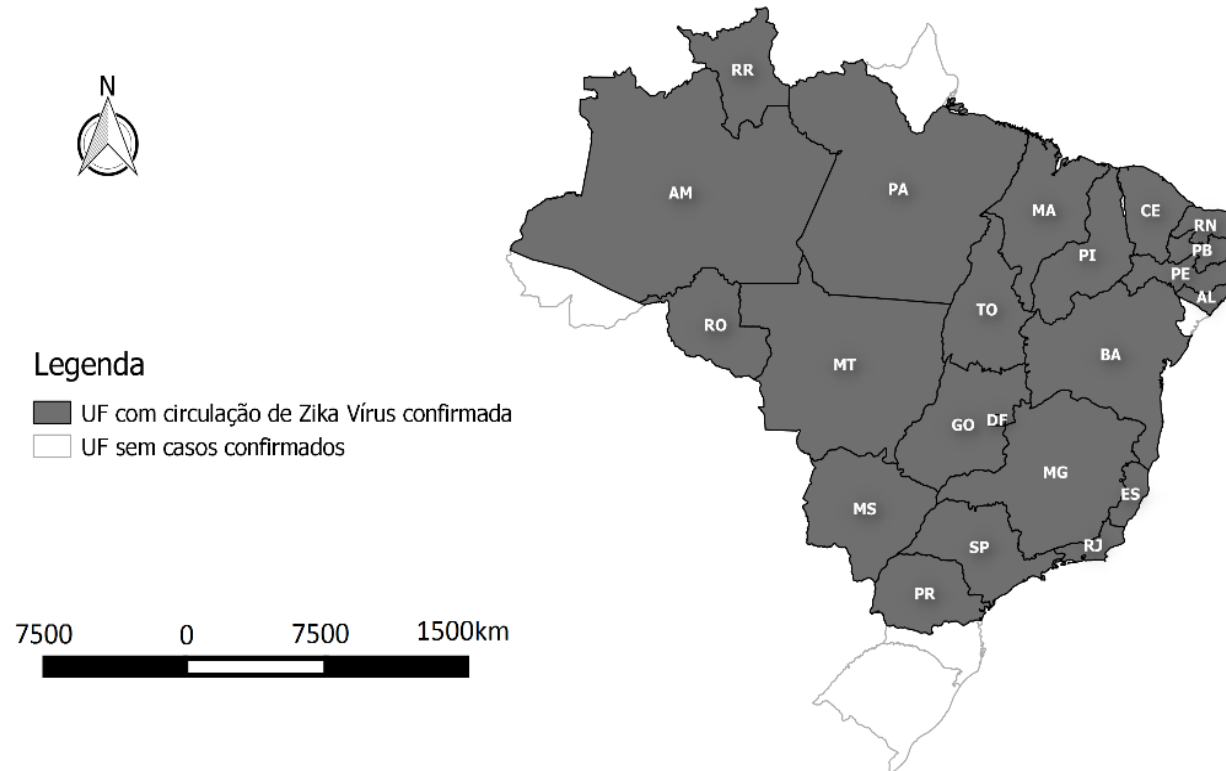 N
RR
AM
PA
MA
CE
RN
PB
PI
PE
AL
TO
RO
BA
MT
GO
DF
MG
ES
MS
SP
RJ
PR
Legenda
UF com circulação de Zika Vírus confirmada
UF sem casos confirmados
7500 0 7500 1500km